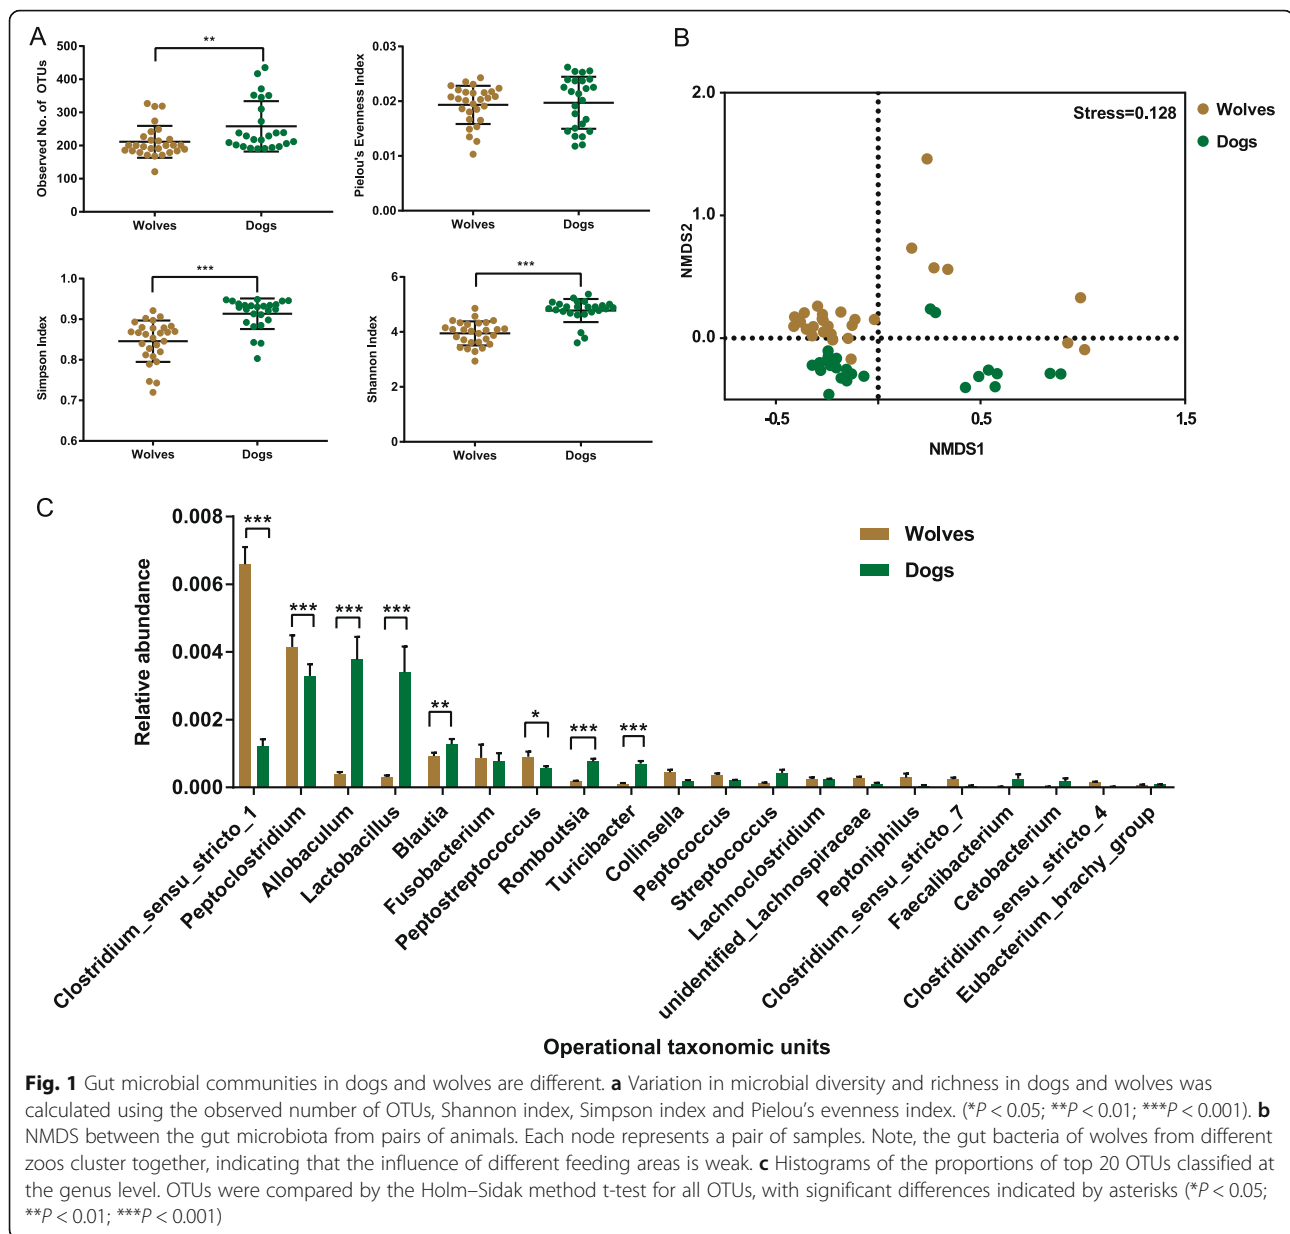 A
Observed No. of OTUs
500
400
300
200
100
0
**
Wolves
Dogs
Pielou's Evenness Index
0.03
0.02
0.01
0.00
Wolves
Dogs
Simpson Index
1.0
0.9
0.8
0.7
0.6
***
Wolves
Dogs
Shannon Index
6
4
2
0
***
Wolves
Dogs
B
NMDS2
2.0
1.0
0.0
Stress=0.128
Wolves
Dogs
-0.5
0.5
1.5
NMDS1
C
Relative abundance
0.008
0.006
0.004
0.002
0.000
***
***
***
***
**
*
***
***
Wolves
Dogs
Clostridium_sensu_stricto_1
Peptoclostridium
Allobaculum
Lactobacillus
Blautia
Fusobacterium
Peptostreptococcus
Romboutsia
Turicibacter
Collinsella
Peptococcus
Streptococcus
Lachnoclostridium
unidentified_Lachnospiraceae
Peptoniphilus
Clostridium_sensu_stricto_7
Faecalibacterium
Cetobacterium
Clostridium_sensu_stricto_4
Eubacterium_brachy_group
Operational taxonomic units
Fig. 1 Gut microbial communities in dogs and wolves are different. a Variation in microbial diversity and richness in dogs and wolves was
calculated using the observed number of OTUs, Shannon index, Simpson index and Pielou's evenness index. (*P < 0.05; **P < 0.01; ***P < 0.001). b
NMDS between the gut microbiota from pairs of animals. Each node represents a pair of samples. Note, the gut bacteria of wolves from different
zoos cluster together, indicating that the influence of different feeding areas is weak. c Histograms of the proportions of top 20 OTUs classified at
the genus level. OTUs were compared by the Holm–Sidak method t-test for all OTUs, with significant differences indicated by asterisks (*P < 0.05;
**P < 0.01; ***P < 0.001)